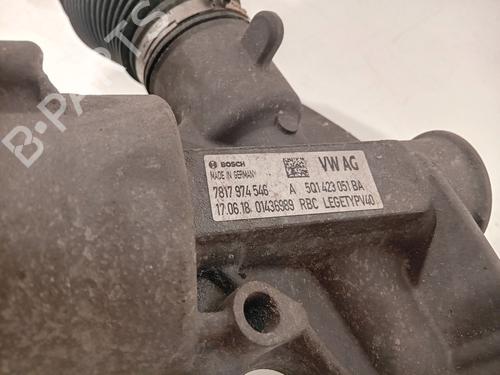 BOSCH VW AG
MADE IN GERMANY
7817 974 546 A 5Q1 423 051 BA
17.06.18 01436989 RBC LEGETYPV40
B-PARTS